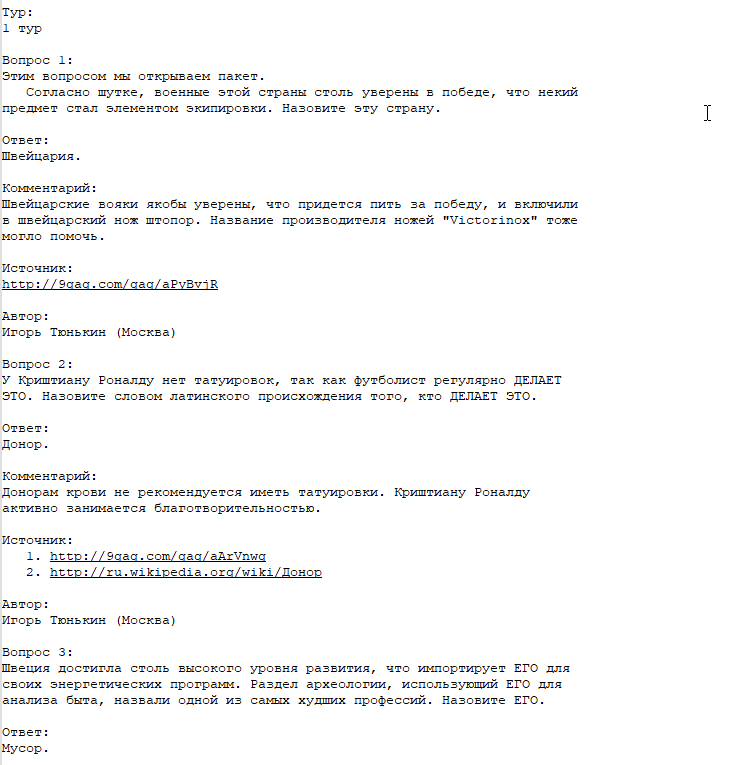 Тур:
1 тур
Вопрос 1:
Этим вопросом мы открываем пакет.
Согласно шутке, военные этой страны столь уверены в победе, что некий
предмет стал элементом экипировки. Назовите эту страну.
Ответ:
Швейцария.
Комментарий:
Швейцарские вояки якобы уверены, что придется пить за победу, и включили
в швейцарский нож штопор. Название производителя ножей "Victorinox" тоже
могло помочь.
Источник:
http://9gag.com/gag/aPyBvjR
Автор:
Игорь Тюнькин (Москва)
Вопрос 2:
У Криштиану Роналду нет татуировок, так как футболист регулярно ДЕЛАЕТ
ЭТО. Назовите словом латинского происхождения того, кто ДЕЛАЕТ ЭТО.
Ответ:
Донор.
Комментарий:
Донорам крови не рекомендуется иметь татуировки. Криштиану Роналду
активно занимается благотворительностью.
Источник:
1. http://9gag.com/gag/aArVnwq
2. http://ru.wikipedia.org/wiki/Донор
Автор:
Игорь Тюнькин (Москва)
Вопрос 3:
Швеция достигла столь высокого уровня развития, что импортирует ЕГО для
своих энергетических программ. Раздел археологии, использующий ЕГО для
анализа быта, назвали одной из самых худших профессий. Назовите ЕГО.
Ответ:
Мусор.